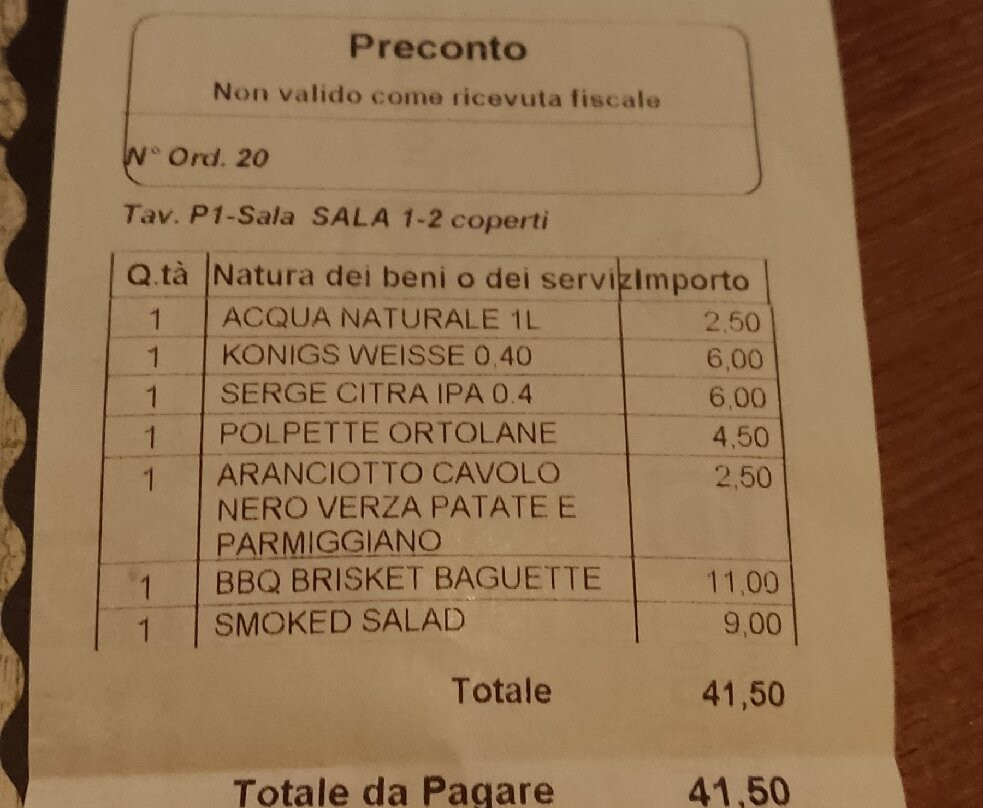 Preconto
Non valido come ricevuta fiscale
N° Ord. 20
Tav. P1-Sala SALA 1-2 coperti
Q.tà Natura dei beni o dei serviz Importo
1 ACQUA NATURALE 1L 2,50
1 KONIGS WEISSE 0,40 6,00
1 SERGE CITRA IPA 0.4 6,00
1 POLPETTE ORTOLANE 4,50
1 ARANCIOTTO CAVOLO 2,50
NERO VERZA PATATE E
PARMIGGIANO
1 BBQ BRISKET BAGUETTE 11,00
1 SMOKED SALAD 9,00
Totale 41,50
Totale da Pagare 41,50